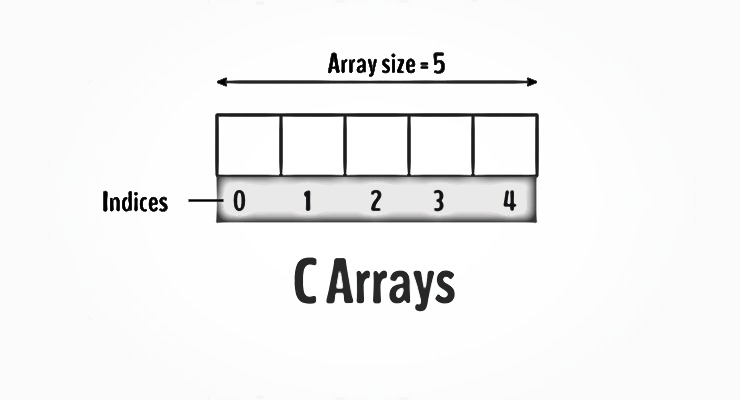 Array size = 5
Indices 0 1 2 3 4
C Arrays